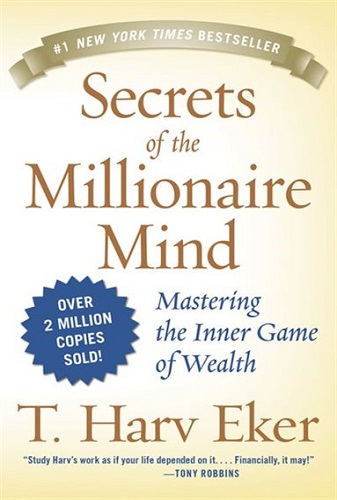 #1 NEW YORK TIMES BESTSELLER
Secrets
of the
Millionaire
Mind
OVER
2 MILLION
COPIES
SOLD!
Mastering
the Inner Game
of Wealth
T. Harv Eker
“Study Harv’s work as if your life depended on it. . . . Financially, it may!”
—TONY ROBBINS